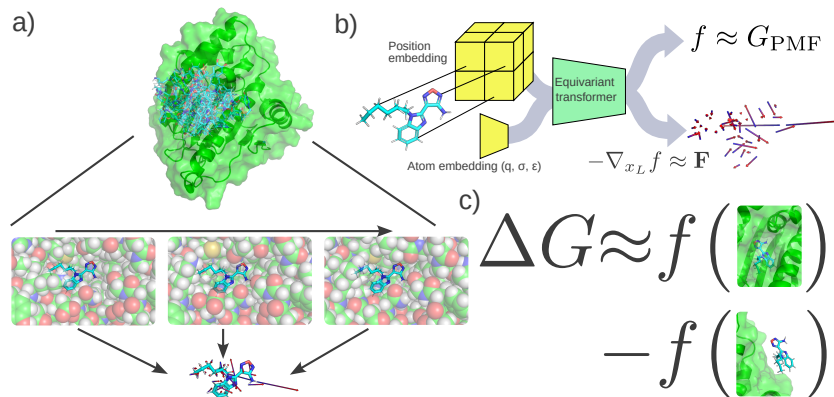 a)
b)
Position
embedding
Equivariant
transformer
Atom embedding (q, σ, ε)
f ≈ G_PMF
−∇_{x_L} f ≈ F
c)
ΔG≈f( )
−f( )